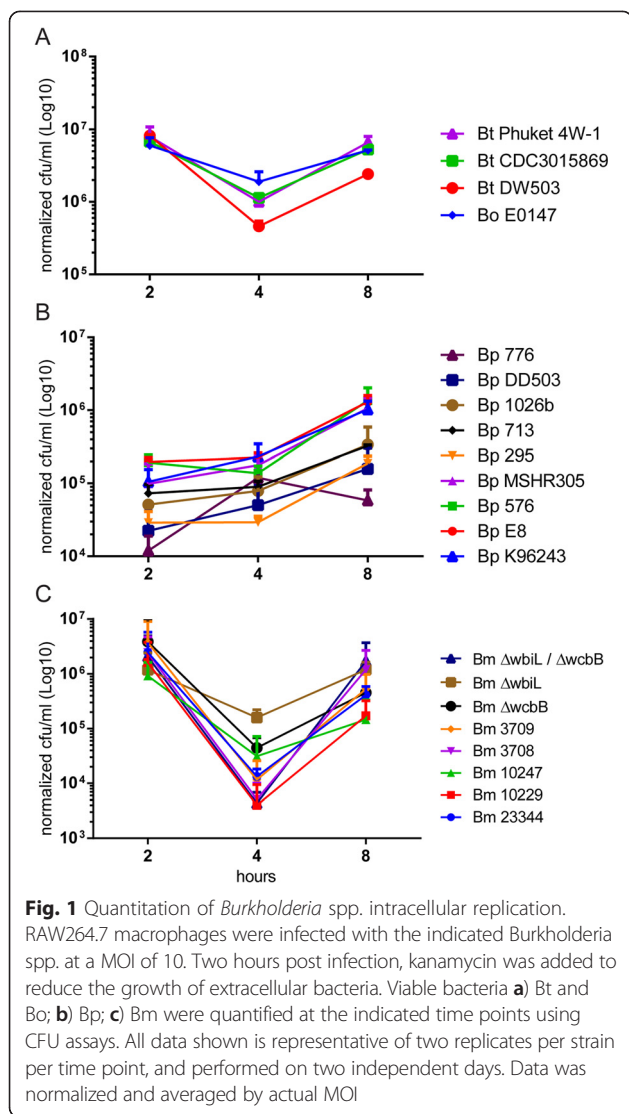 A
normalized cfu/ml (Log10)
10^8
10^7
10^6
10^5
2 4 8
Bt Phuket 4W-1
Bt CDC3015869
Bt DW503
Bo E0147
B
normalized cfu/ml (Log10)
10^7
10^6
10^5
10^4
2 4 8
Bp 776
Bp DD503
Bp 1026b
Bp 713
Bp 295
Bp MSHR305
Bp 576
Bp E8
Bp K96243
C
normalized cfu/ml (Log10)
10^7
10^6
10^5
10^4
10^3
2 4 8
hours
Bm ΔwbiL / ΔwcbB
Bm ΔwbiL
Bm ΔwcbB
Bm 3709
Bm 3708
Bm 10247
Bm 10229
Bm 23344
Fig. 1 Quantitation of Burkholderia spp. intracellular replication.
RAW264.7 macrophages were infected with the indicated Burkholderia
spp. at a MOI of 10. Two hours post infection, kanamycin was added to
reduce the growth of extracellular bacteria. Viable bacteria a) Bt and
Bo; b) Bp; c) Bm were quantified at the indicated time points using
CFU assays. All data shown is representative of two replicates per strain
per time point, and performed on two independent days. Data was
normalized and averaged by actual MOI